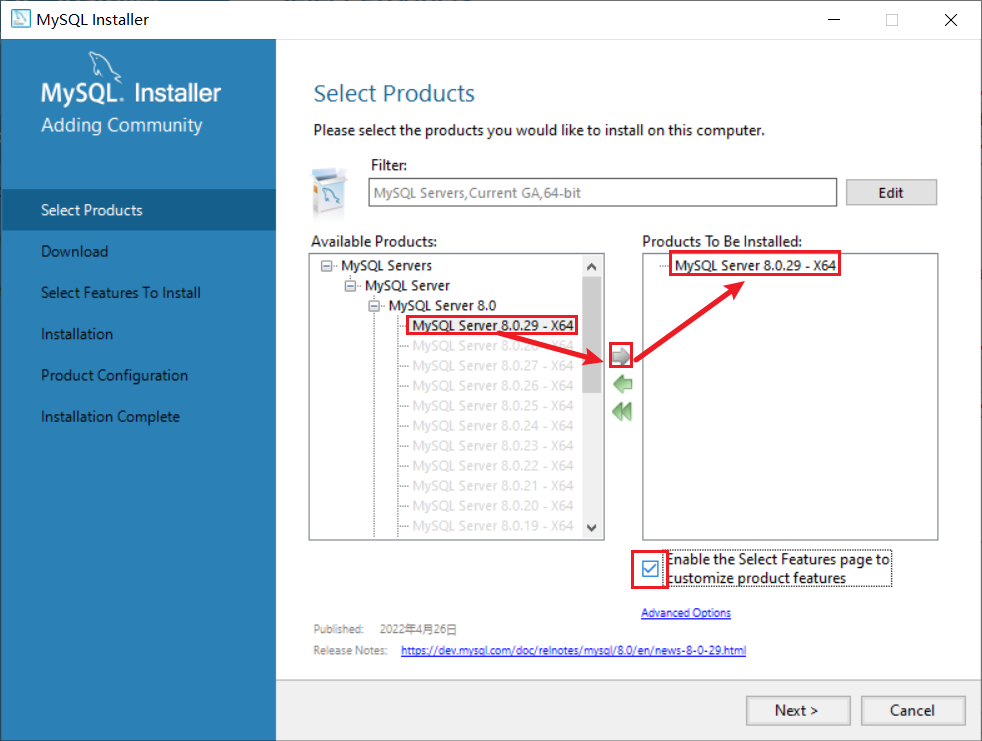 MySQL Installer
MySQL. Installer
Adding Community
Select Products
Download
Select Features To Install
Installation
Product Configuration
Installation Complete
Select Products
Please select the products you would like to install on this computer.
Filter:
MySQL Servers,Current GA,64-bit
Edit
Available Products:
MySQL Servers
MySQL Server
MySQL Server 8.0
MySQL Server 8.0.29 - X64
MySQL Server 8.0.28 - X64
MySQL Server 8.0.27 - X64
MySQL Server 8.0.26 - X64
MySQL Server 8.0.25 - X64
MySQL Server 8.0.24 - X64
MySQL Server 8.0.23 - X64
MySQL Server 8.0.22 - X64
MySQL Server 8.0.21 - X64
MySQL Server 8.0.20 - X64
MySQL Server 8.0.19 - X64
Products To Be Installed:
MySQL Server 8.0.29 - X64
Enable the Select Features page to
customize product features
Advanced Options
Published: 2022年4月26日
Release Notes: https://dev.mysql.com/doc/relnotes/mysql/8.0/en/news-8-0-29.html
Next >
Cancel